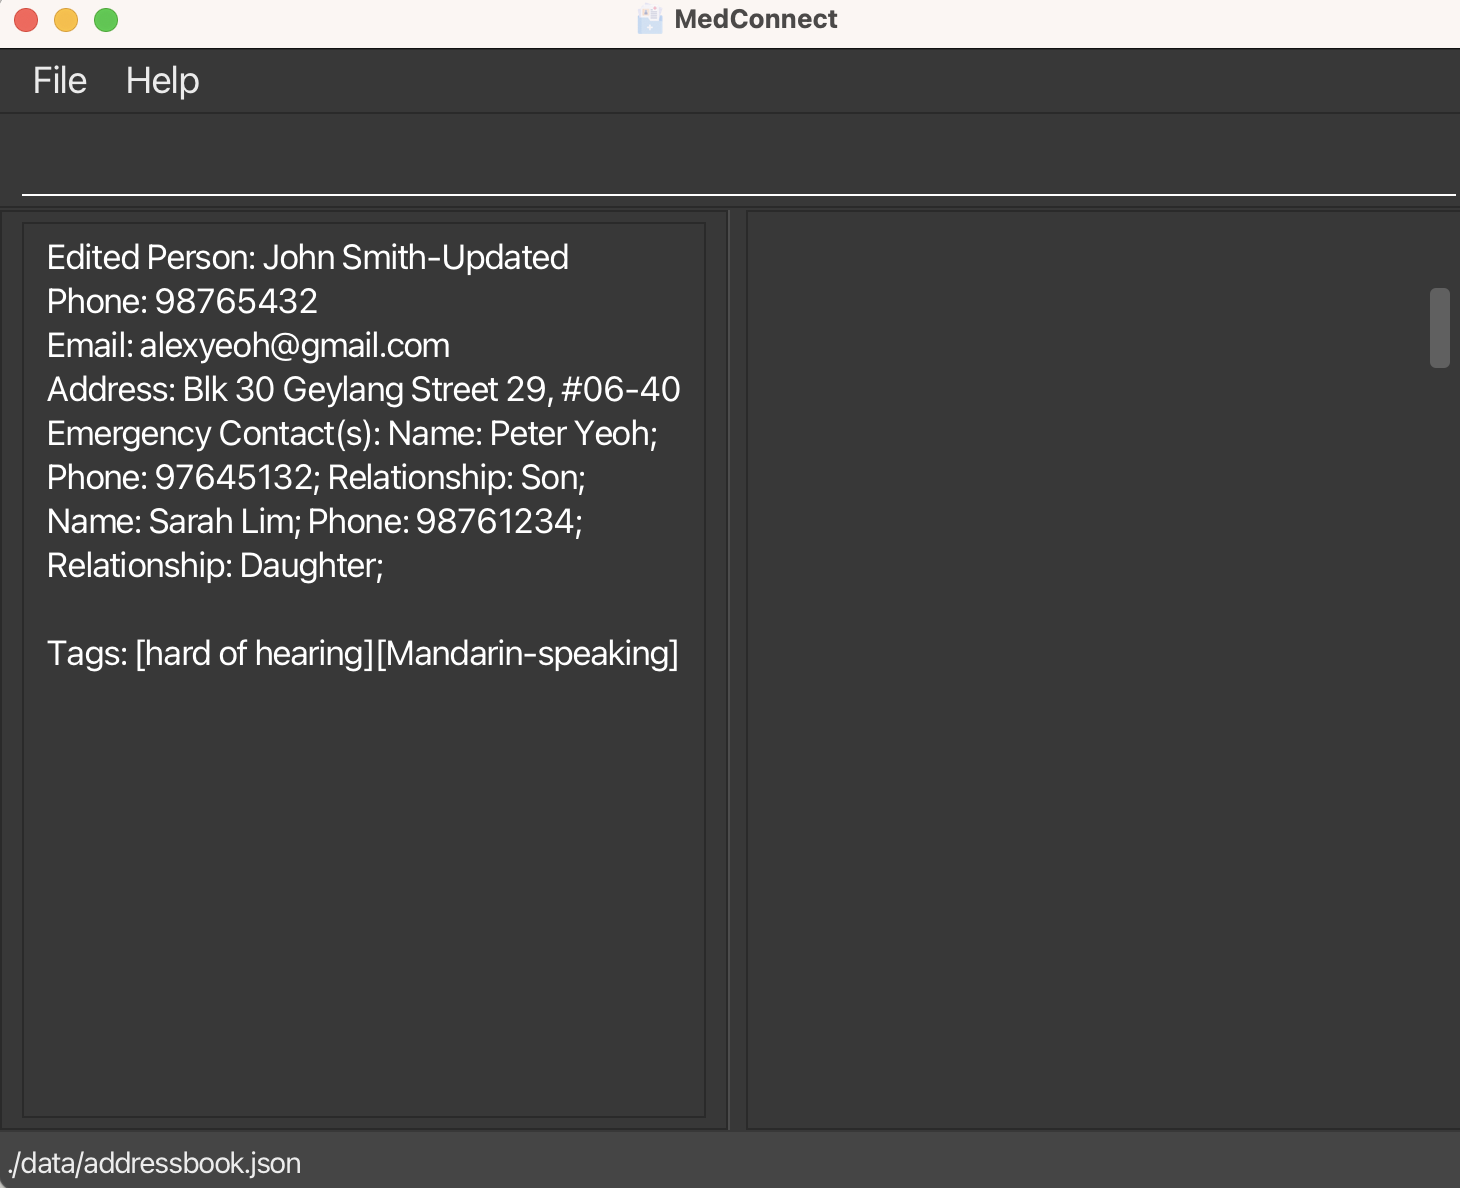 MedConnect
File Help
Edited Person: John Smith-Updated
Phone: 98765432
Email: alexyeoh@gmail.com
Address: Blk 30 Geylang Street 29, #06-40
Emergency Contact(s): Name: Peter Yeoh;
Phone: 97645132; Relationship: Son;
Name: Sarah Lim; Phone: 98761234;
Relationship: Daughter;
Tags: [hard of hearing][Mandarin-speaking]
./data/addressbook.json